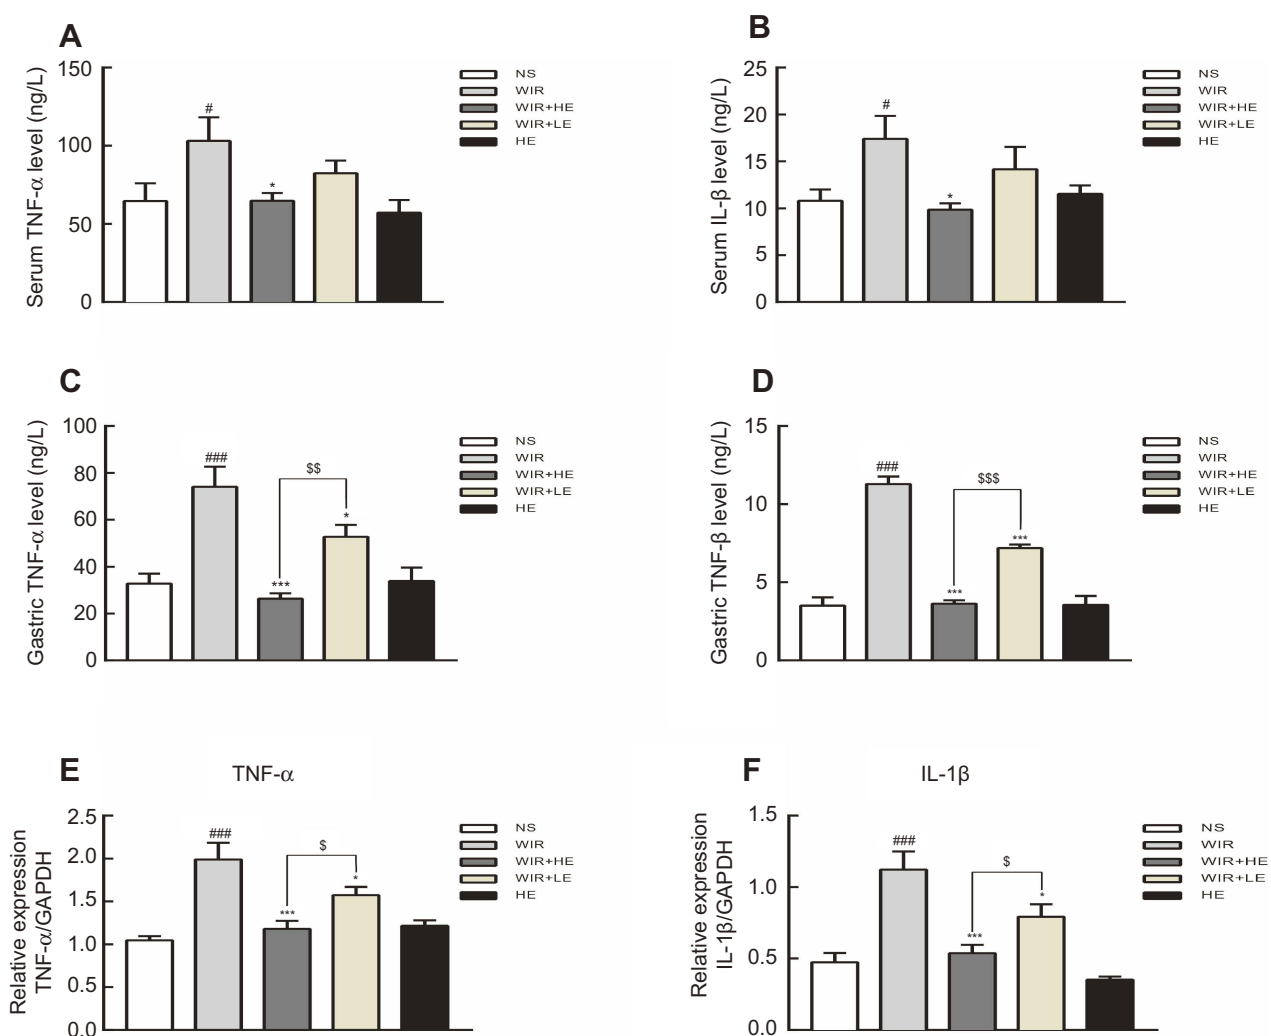 A
Serum TNF-α level (ng/L)
150
100
50
0
#
*
NS
WIR
WIR+HE
WIR+LE
HE
B
Serum IL-β level (ng/L)
25
20
15
10
5
0
#
*
NS
WIR
WIR+HE
WIR+LE
HE
C
Gastric TNF-α level (ng/L)
100
80
60
40
20
0
###
***
$$
*
NS
WIR
WIR+HE
WIR+LE
HE
D
Gastric TNF-β level (ng/L)
15
10
5
0
###
***
$$$
***
NS
WIR
WIR+HE
WIR+LE
HE
E
TNF-α
Relative expression
TNF-α/GAPDH
2.5
2.0
1.5
1.0
0.5
0.0
###
***
$
*
NS
WIR
WIR+HE
WIR+LE
HE
F
IL-1β
Relative expression
IL-1β/GAPDH
1.5
1.0
0.5
0.0
###
***
$
*
NS
WIR
WIR+HE
WIR+LE
HE